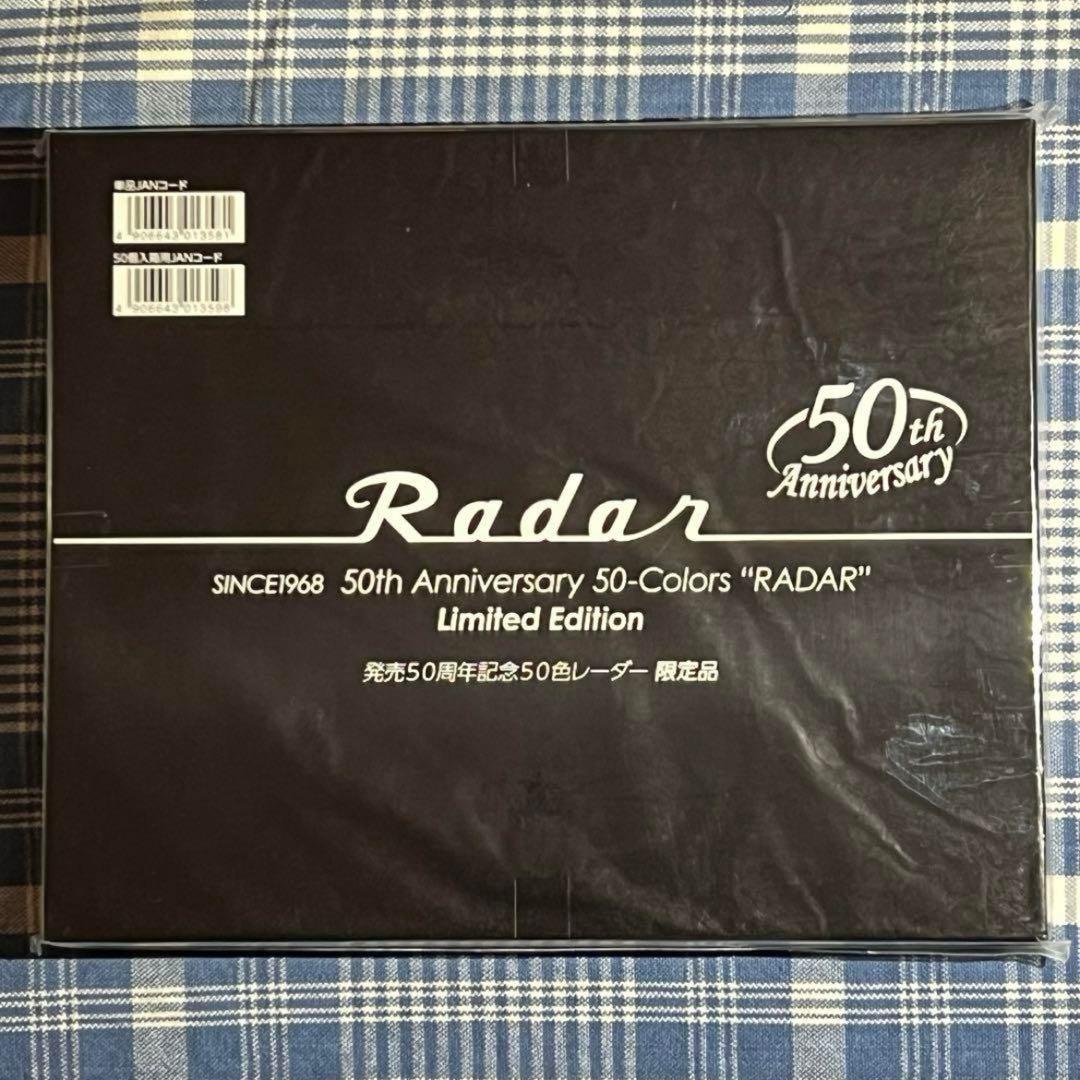 単品JANコード
4 906643 013581
50個入箱用JANコード
4 906643 013598
50th
Anniversary
Radar
SINCE1968 50th Anniversary 50-Colors “RADAR”
Limited Edition
発売50周年記念50色レーダー 限定品